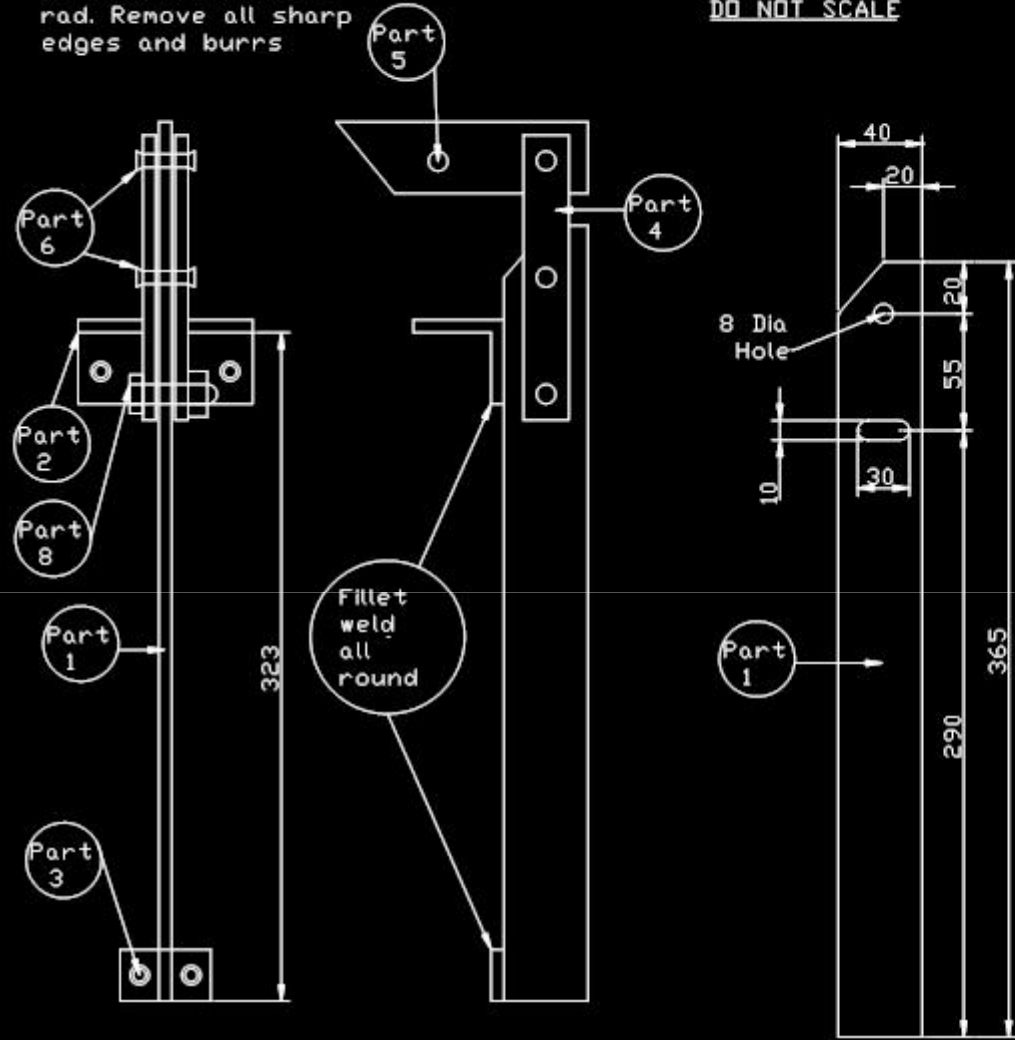 rad. Remove all sharp
edges and burrs
DO NOT SCALE
Part
5
Part
6
Part
4
Part
2
Part
8
Part
1
Part
3
323
Fillet
weld
all
round
40
20
20
8 Dia
Hole
55
10
30
Part
1
290
365